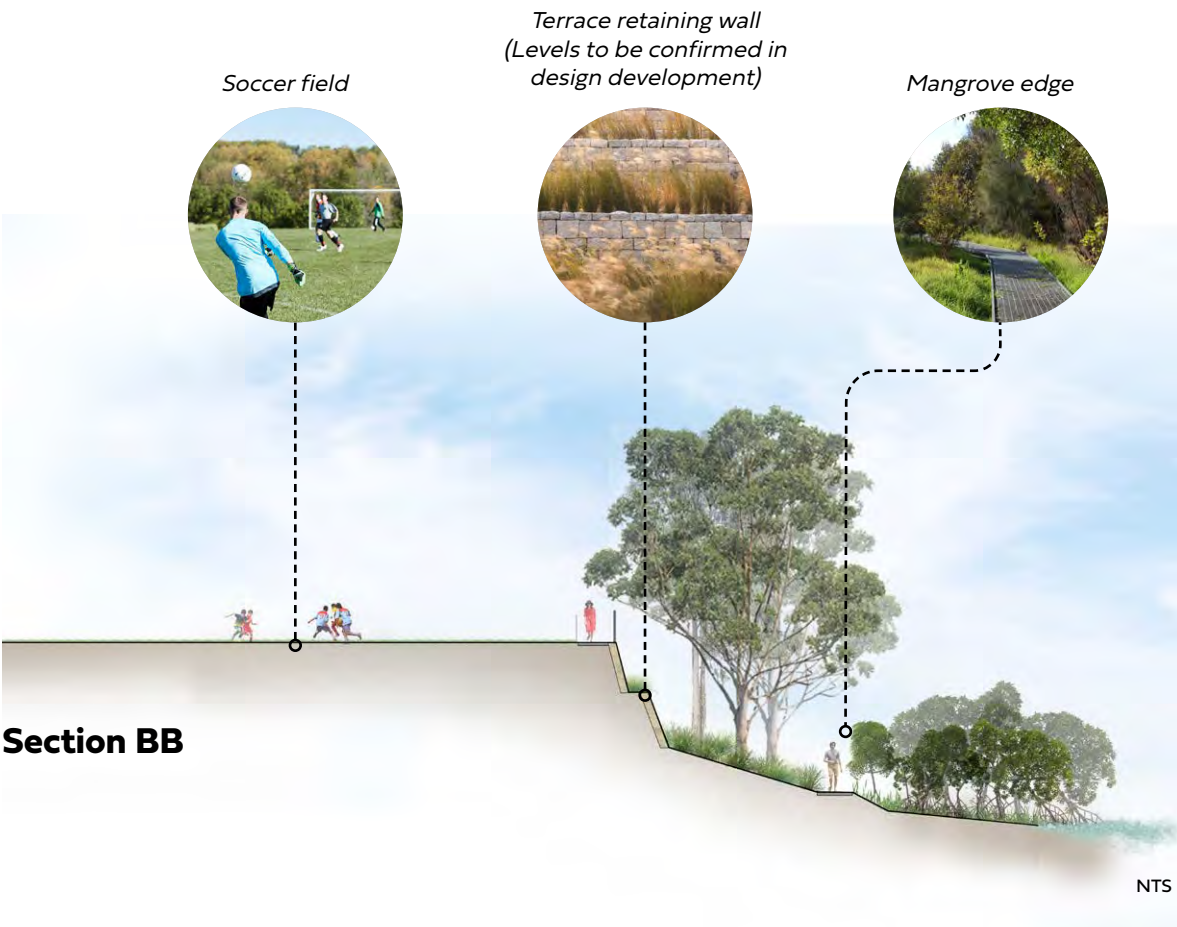 Soccer field
Terrace retaining wall
(Levels to be confirmed in
design development)
Mangrove edge
Section BB
NTS